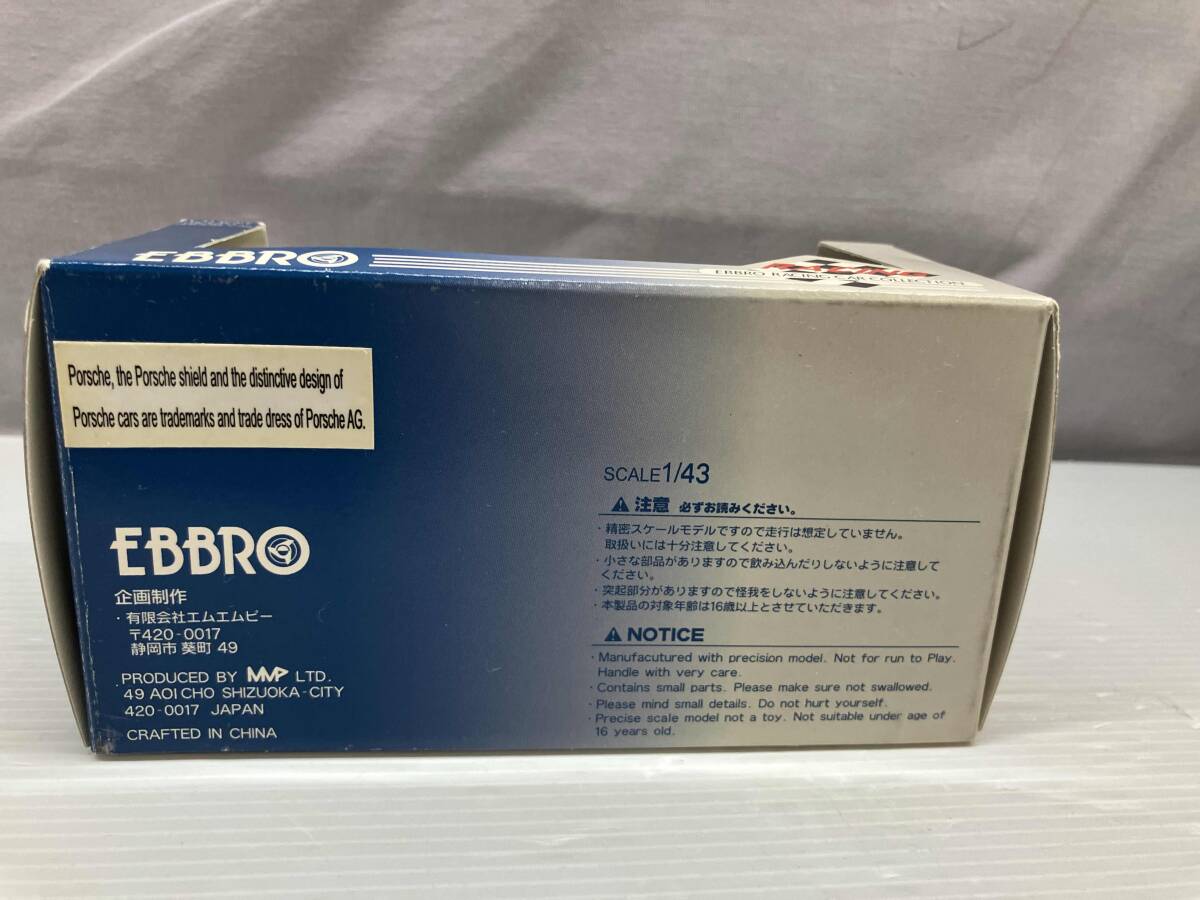 EBBRO
RACING
EBBRO RACING CAR COLLECTION
Porsche, the Porsche shield and the distinctive design of
Porsche cars are trademarks and trade dress of Porsche AG.
EBBRO
企画制作
・有限会社エムエムピー
〒420-0017
静岡市 葵町 49
・PRODUCED BY MMP LTD.
49 AOI CHO SHIZUOKA-CITY
420-0017 JAPAN
CRAFTED IN CHINA
SCALE1/43
注意 必ずお読みください。
・精密スケールモデルですので走行は想定していません。
取扱いには十分注意してください。
・小さな部品がありますので飲み込んだりしないように注意して
ください。
・突起部分がありますので怪我をしないように注意してください。
・本製品の対象年齢は16歳以上とさせていただきます。
NOTICE
・Manufacutured with precision model. Not for run to Play.
Handle with very care.
・Contains small parts. Please make sure not swallowed.
・Please mind small details. Do not hurt yourself.
・Precise scale model not a toy. Not suitable under age of
16 years old.